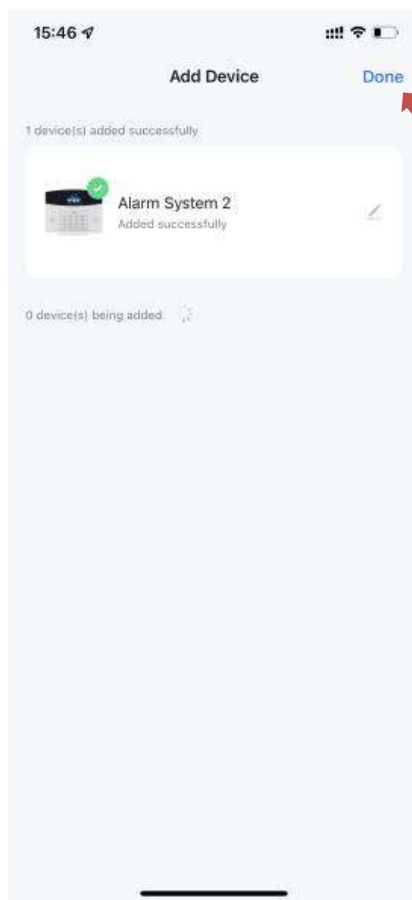 15:46
Add Device
Done
1 device(s) added successfully
Alarm System 2
Added successfully
0 device(s) being added